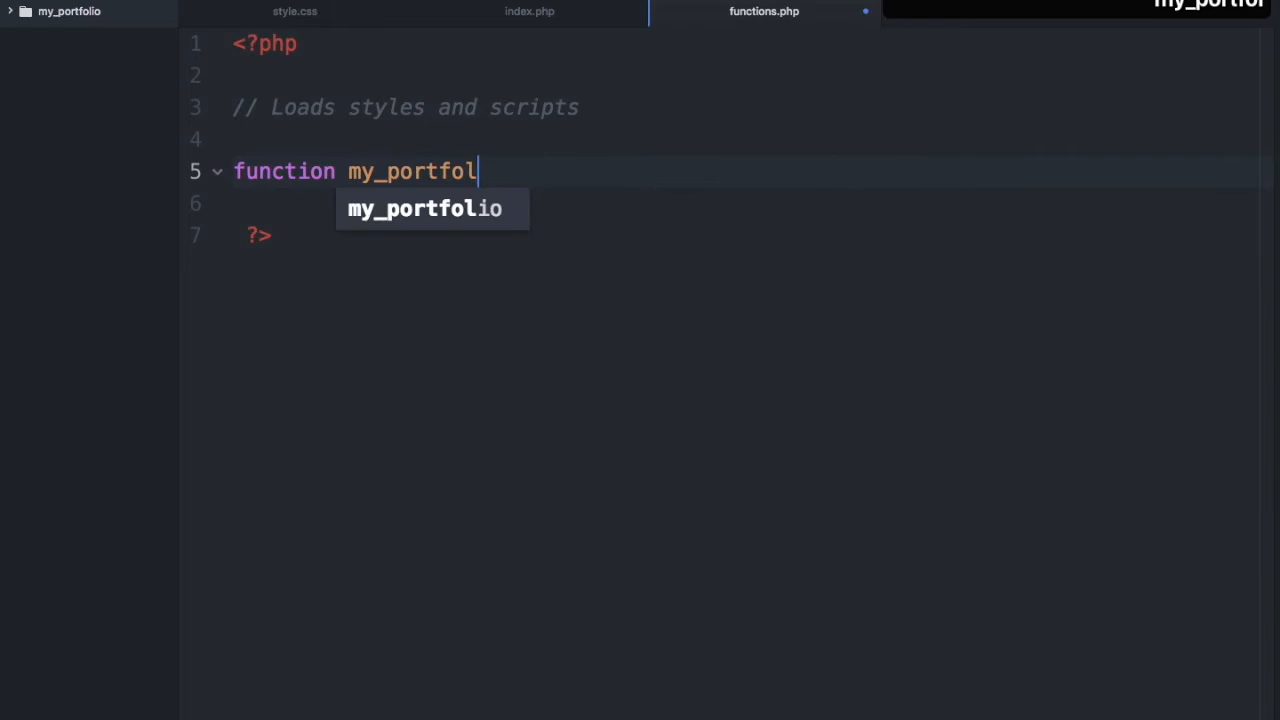 my_portfolio
style.css
index.php
functions.php
my_portfol
1 <?php
2
3 // Loads styles and scripts
4
5 function my_portfol
my_portfolio
6
7 ?>